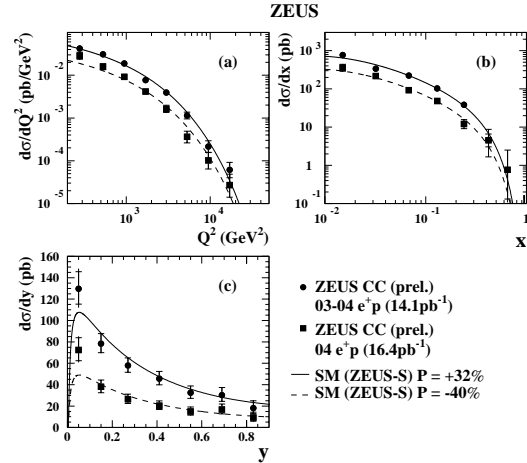 ZEUS
dσ/dQ² (pb/GeV²)
10⁻²
10⁻³
10⁻⁴
10⁻⁵
(a)
10³ 10⁴
Q² (GeV²)
dσ/dx (pb)
10³
10²
10
1
10⁻¹
(b)
10⁻² 10⁻¹ 1
x
dσ/dy (pb)
160
140
120
100
80
60
40
20
0
(c)
0 0.2 0.4 0.6 0.8
y
ZEUS CC (prel.)
03-04 e⁺p (14.1pb⁻¹)
ZEUS CC (prel.)
04 e⁺p (16.4pb⁻¹)
SM (ZEUS-S) P = +32%
SM (ZEUS-S) P = -40%